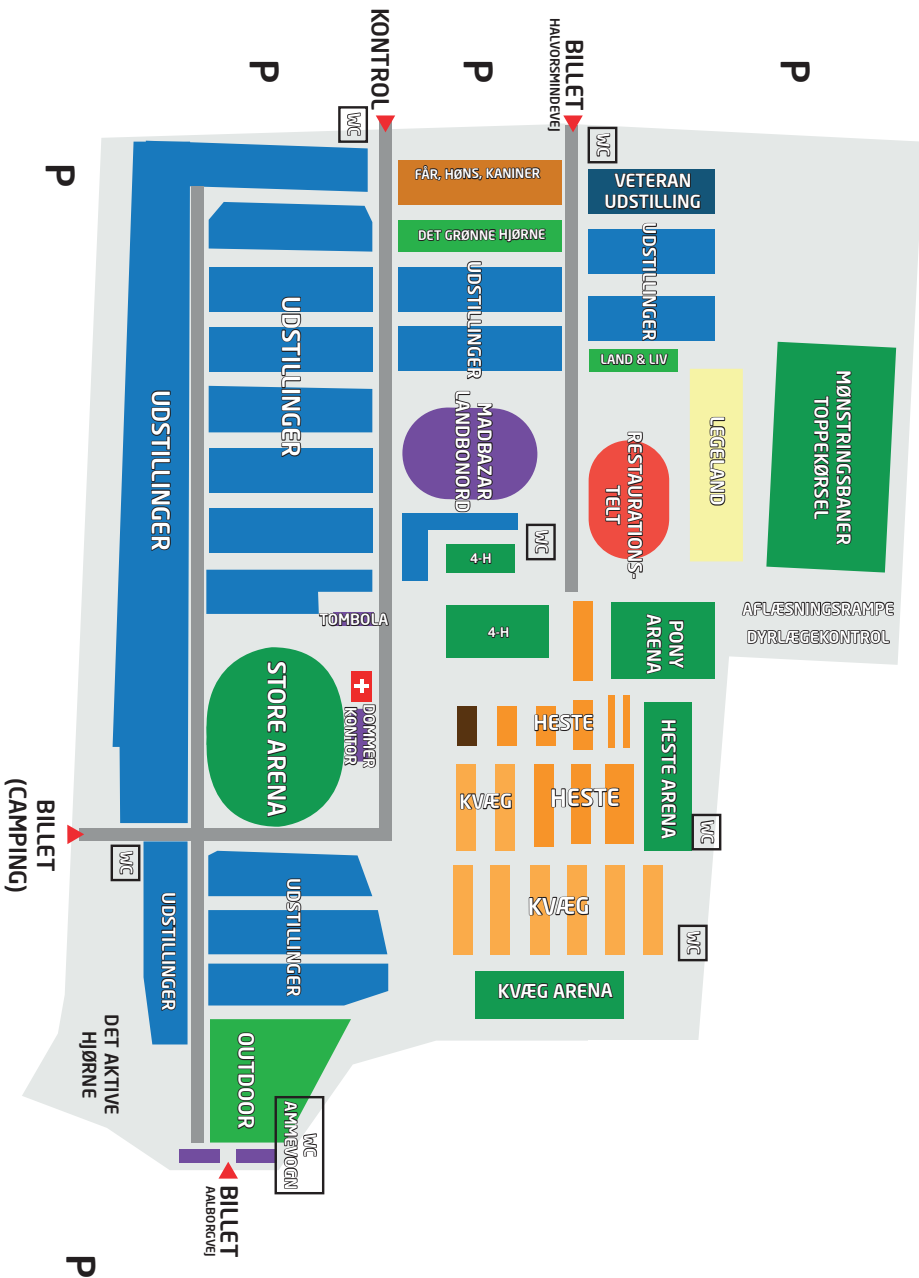 KONTROL
BILLET
HALVORSMINDEVEJ
P
P
P
P
WC
WC
FÅR, HØNS, KANINER
VETERAN
UDSTILLING
DET GRØNNE HJØRNE
UDSTILLINGER
UDSTILLINGER
UDSTILLINGER
UDSTILLINGER
LAND & LIV
MØNSTRINGSBANER
TOPPEKØRSEL
LEGELAND
MADBAZAR
LANDBONORD
RESTAURATIONS-
TELT
WC
4-H
4-H
TOMBOLA
AFLÆSNINGSRAMPE
DYRLÆGEKONTROL
PONY
ARENA
STORE ARENA
DOMMER
KONTOR
HESTE
HESTE ARENA
HESTE
KVÆG
WC
BILLET
(CAMPING)
WC
UDSTILLINGER
UDSTILLINGER
KVÆG
WC
KVÆG ARENA
DET AKTIVE
HJØRNE
OUTDOOR
WC
AMMEVOGN
BILLET
AALBORGVEJ
P